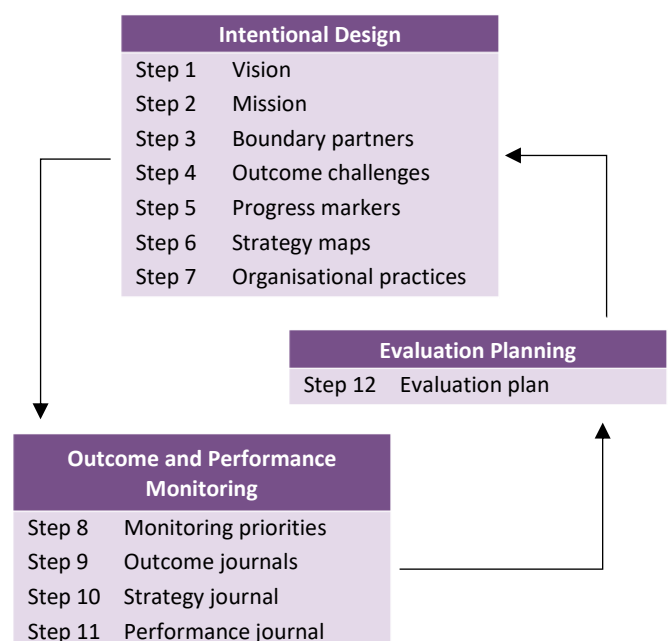 Intentional Design
Step 1 Vision
Step 2 Mission
Step 3 Boundary partners
Step 4 Outcome challenges
Step 5 Progress markers
Step 6 Strategy maps
Step 7 Organisational practices
Evaluation Planning
Step 12 Evaluation plan
Outcome and Performance
Monitoring
Step 8 Monitoring priorities
Step 9 Outcome journals
Step 10 Strategy journal
Step 11 Performance journal